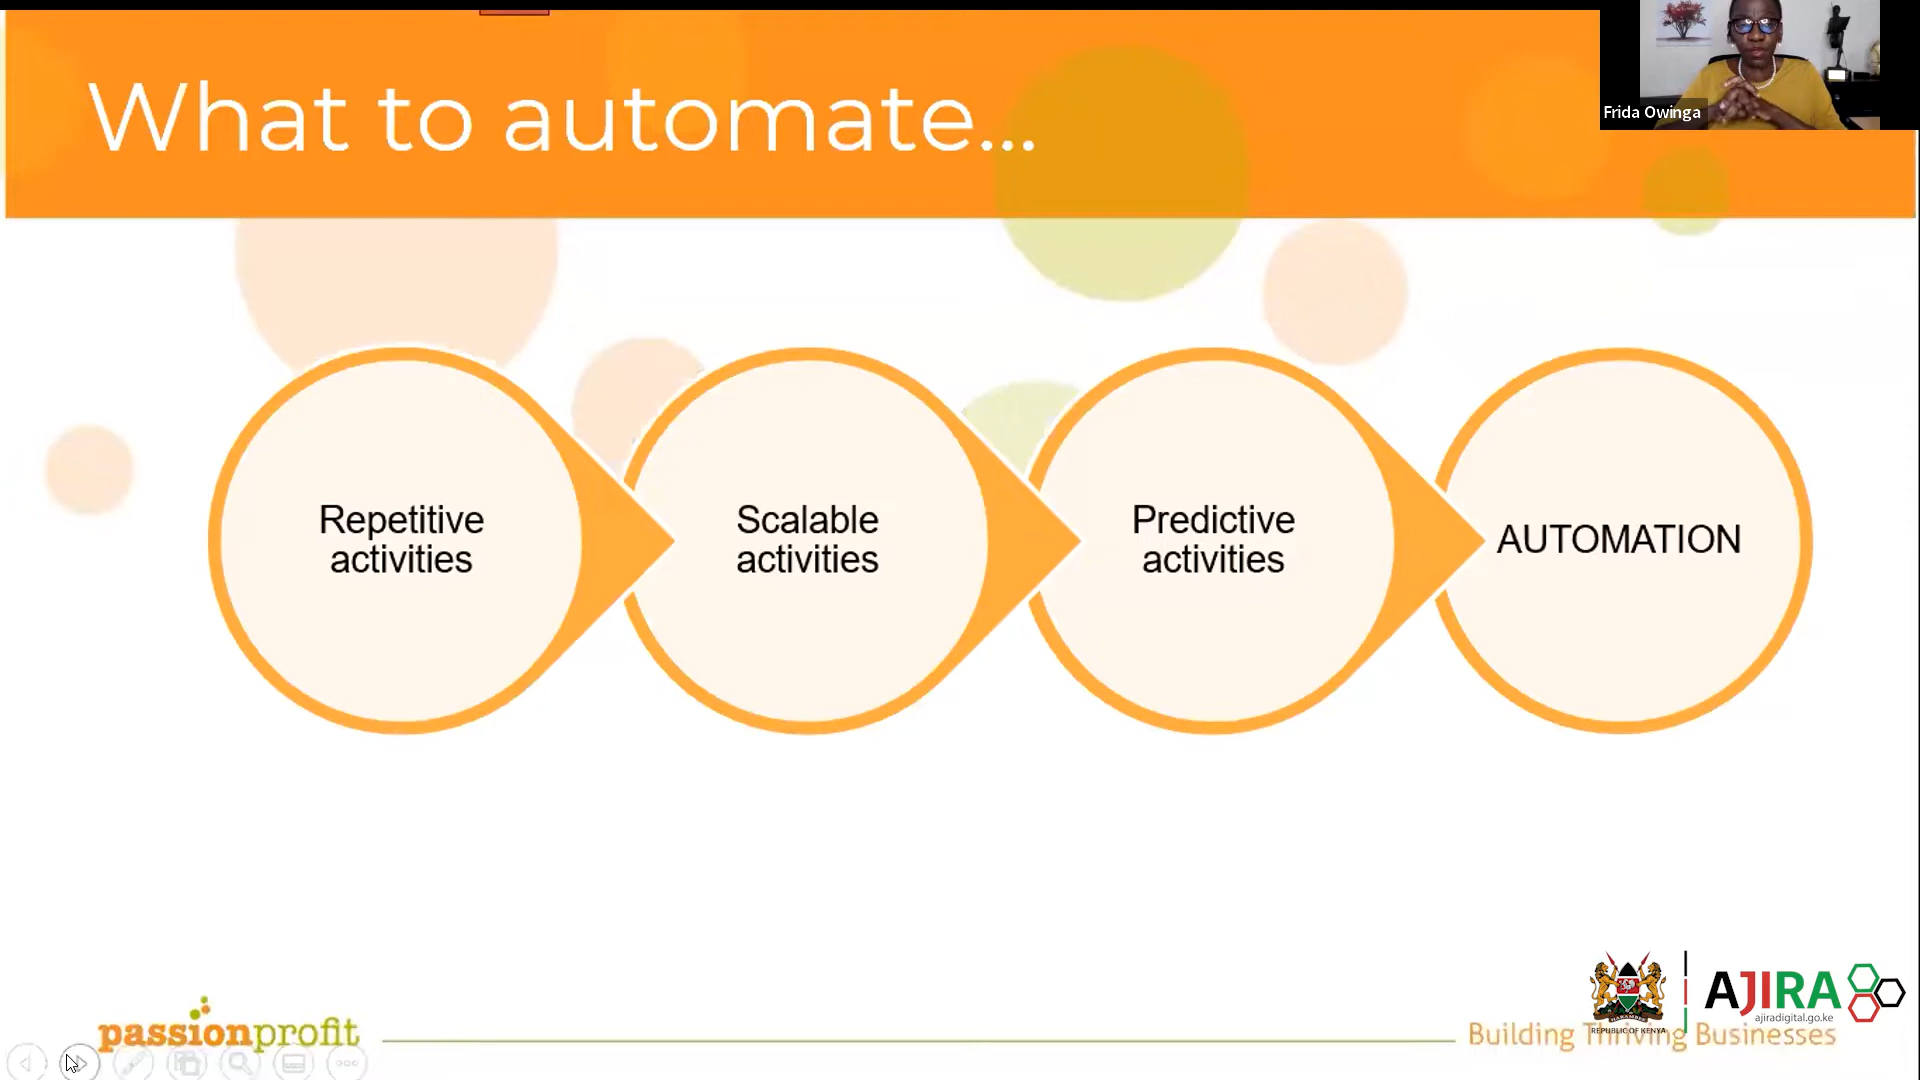 What to automate...
Frida Owinga
Repetitive
activities
Scalable
activities
Predictive
activities
AUTOMATION
passionprofit
REPUBLIC OF KENYA
AJIRA
ajiradigital.go.ke
Building Thriving Businesses